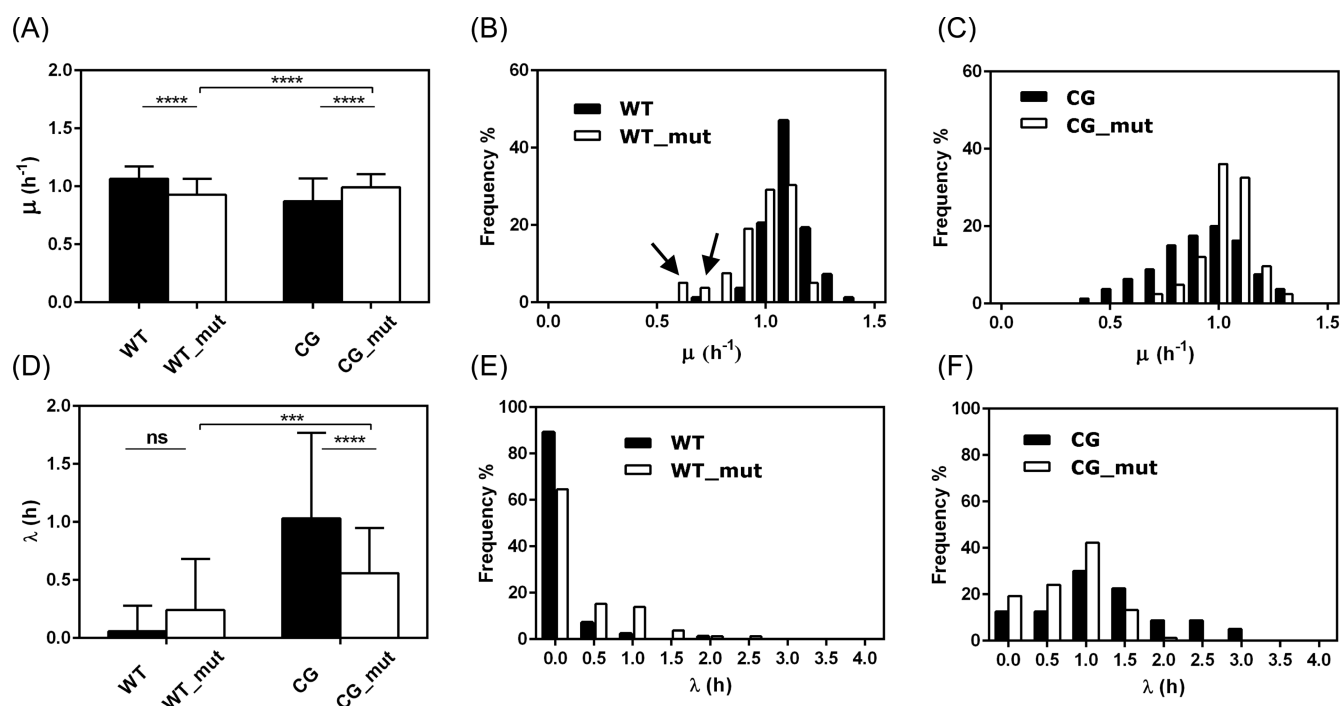 (A)
2.0
1.5
1.0
0.5
0.0
μ (h-1)
****
****
****
WT
WT_mut
CG
CG_mut
(B)
60
40
20
0
Frequency %
WT
WT_mut
0.0 0.5 1.0 1.5
μ (h-1)
(C)
60
40
20
0
Frequency %
CG
CG_mut
0.0 0.5 1.0 1.5
μ (h-1)
(D)
2.0
1.5
1.0
0.5
0.0
λ (h)
ns
***
****
WT
WT_mut
CG
CG_mut
(E)
100
80
60
40
20
0
Frequency %
WT
WT_mut
0.0 0.5 1.0 1.5 2.0 2.5 3.0 3.5 4.0
λ (h)
(F)
100
80
60
40
20
0
Frequency %
CG
CG_mut
0.0 0.5 1.0 1.5 2.0 2.5 3.0 3.5 4.0
λ (h)